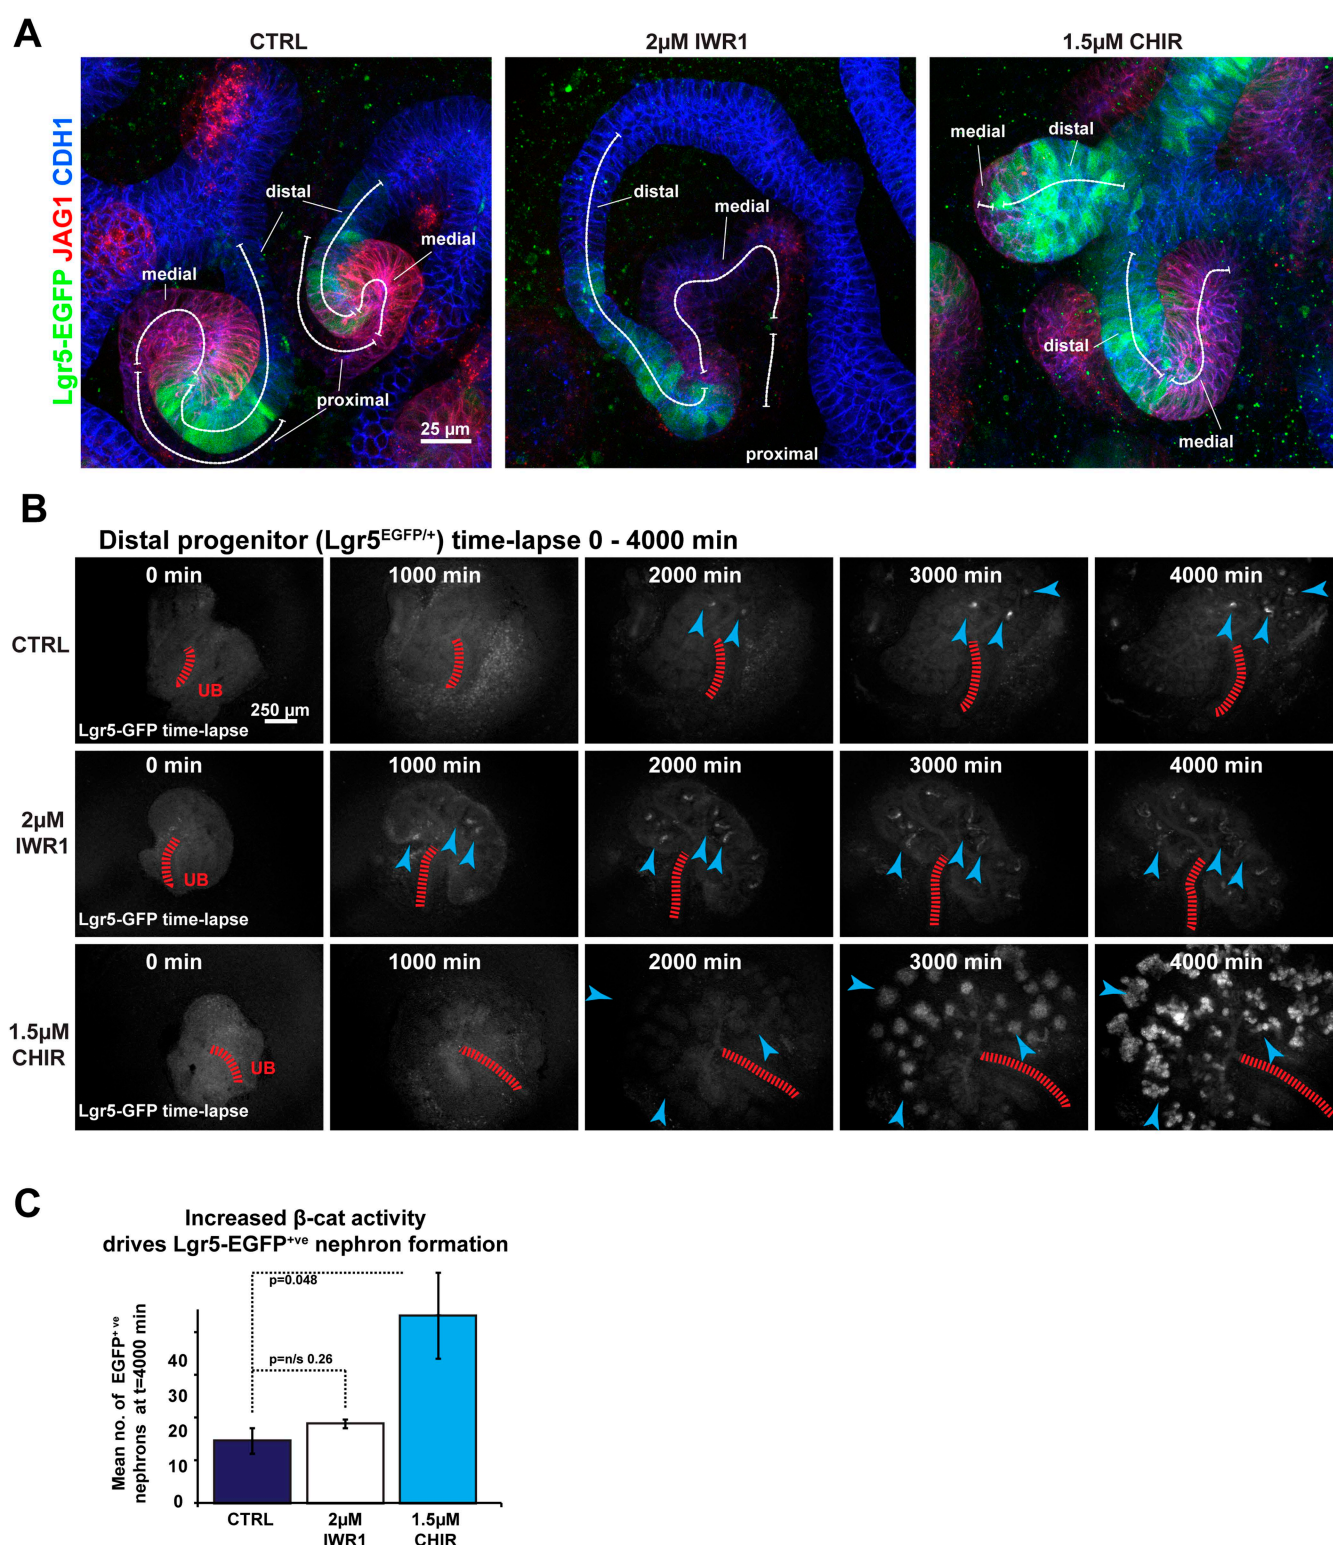 A
CTRL
2µM IWR1
1.5µM CHIR
Lgr5-EGFP JAG1 CDH1
distal
medial
medial
proximal
25 µm
distal
medial
proximal
medial
distal
distal
medial
B
Distal progenitor (Lgr5EGFP/+) time-lapse 0 - 4000 min
CTRL
0 min
1000 min
2000 min
3000 min
4000 min
UB
250 µm
Lgr5-GFP time-lapse
2µM
IWR1
0 min
1000 min
2000 min
3000 min
4000 min
UB
Lgr5-GFP time-lapse
1.5µM
CHIR
0 min
1000 min
2000 min
3000 min
4000 min
UB
Lgr5-GFP time-lapse
C
Increased β-cat activity
drives Lgr5-EGFP+ve nephron formation
p=0.048
p=n/s 0.26
Mean no. of EGFP+ve
nephrons at t=4000 min
40
30
20
10
0
CTRL
2µM
IWR1
1.5µM
CHIR